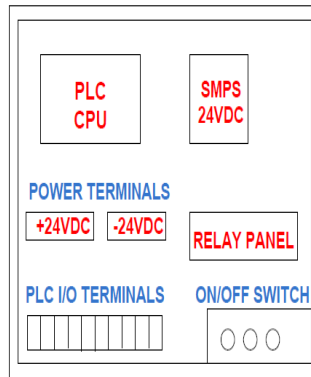 PLC
CPU
SMPS
24VDC
POWER TERMINALS
+24VDC
-24VDC
RELAY PANEL
PLC I/O TERMINALS
ON/OFF SWITCH